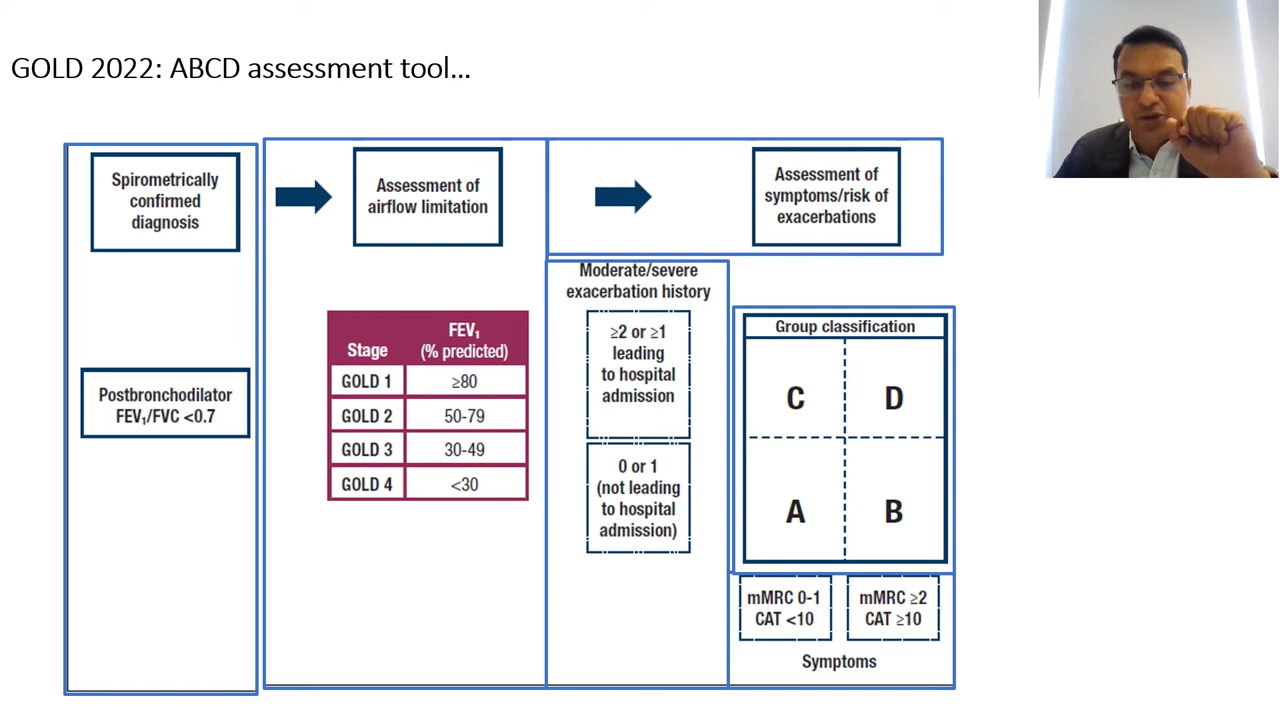 GOLD 2022: ABCD assessment tool...
Spirometrically
confirmed
diagnosis
Postbronchodilator
FEV₁/FVC <0.7
Assessment of
airflow limitation
Stage
FEV₁
(% predicted)
GOLD 1 ≥80
GOLD 2 50-79
GOLD 3 30-49
GOLD 4 <30
Assessment of
symptoms/risk of
exacerbations
Moderate/severe
exacerbation history
≥2 or ≥1
leading
to hospital
admission
0 or 1
(not leading
to hospital
admission)
Group classification
C D
A B
mMRC 0-1
CAT <10
mMRC ≥2
CAT ≥10
Symptoms